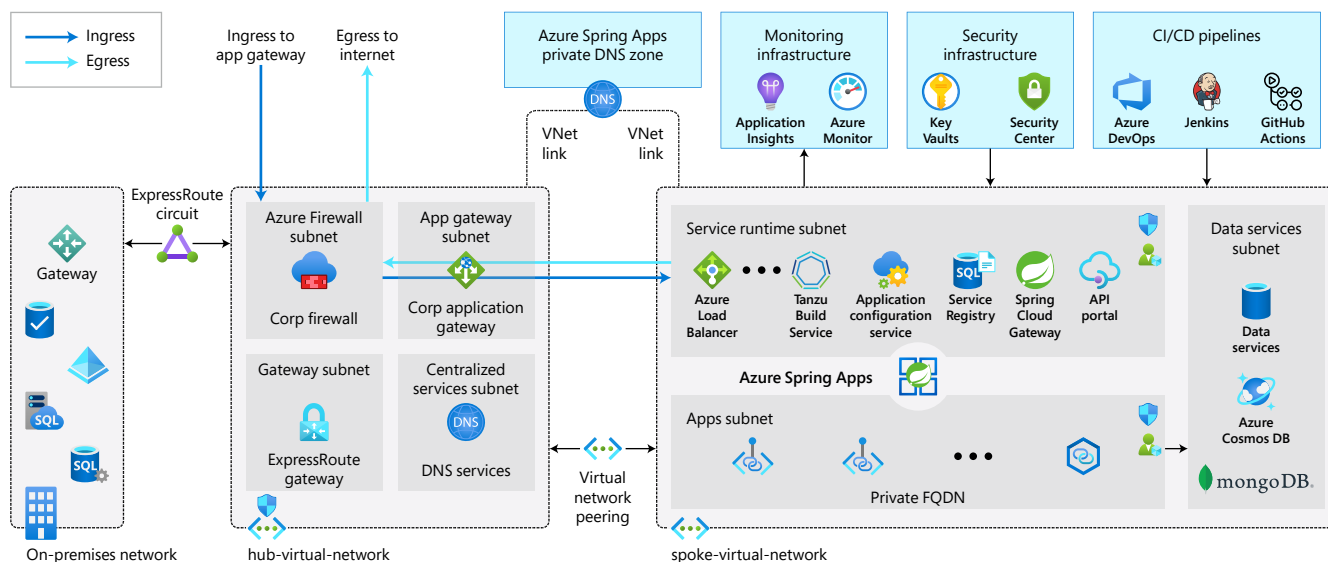 Ingress
Egress
Ingress to
app gateway
Egress to
internet
Azure Spring Apps
private DNS zone
DNS
VNet
link
VNet
link
Monitoring
infrastructure
Application
Insights
Azure
Monitor
Security
infrastructure
Key
Vaults
Security
Center
CI/CD pipelines
Azure
DevOps
Jenkins
GitHub
Actions
ExpressRoute
circuit
Gateway
SQL
SQL
On-premises network
Azure Firewall
subnet
Corp firewall
App gateway
subnet
Corp application
gateway
Gateway subnet
ExpressRoute
gateway
Centralized
services subnet
DNS
DNS services
hub-virtual-network
Virtual
network
peering
Service runtime subnet
Azure
Load
Balancer
Tanzu
Build
Service
Application
configuration
service
SQL
Service
Registry
Spring
Cloud
Gateway
API
portal
Azure Spring Apps
Apps subnet
Private FQDN
spoke-virtual-network
Data services
subnet
Data
services
Azure
Cosmos DB
mongoDB®